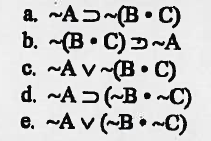 a. ~A ⊃ ~(B • C)
b. ~(B • C) ⊃ ~A
c. ~A ∨ ~(B • C)
d. ~A ⊃ (~B • ~C)
e. ~A ∨ (~B • ~C)